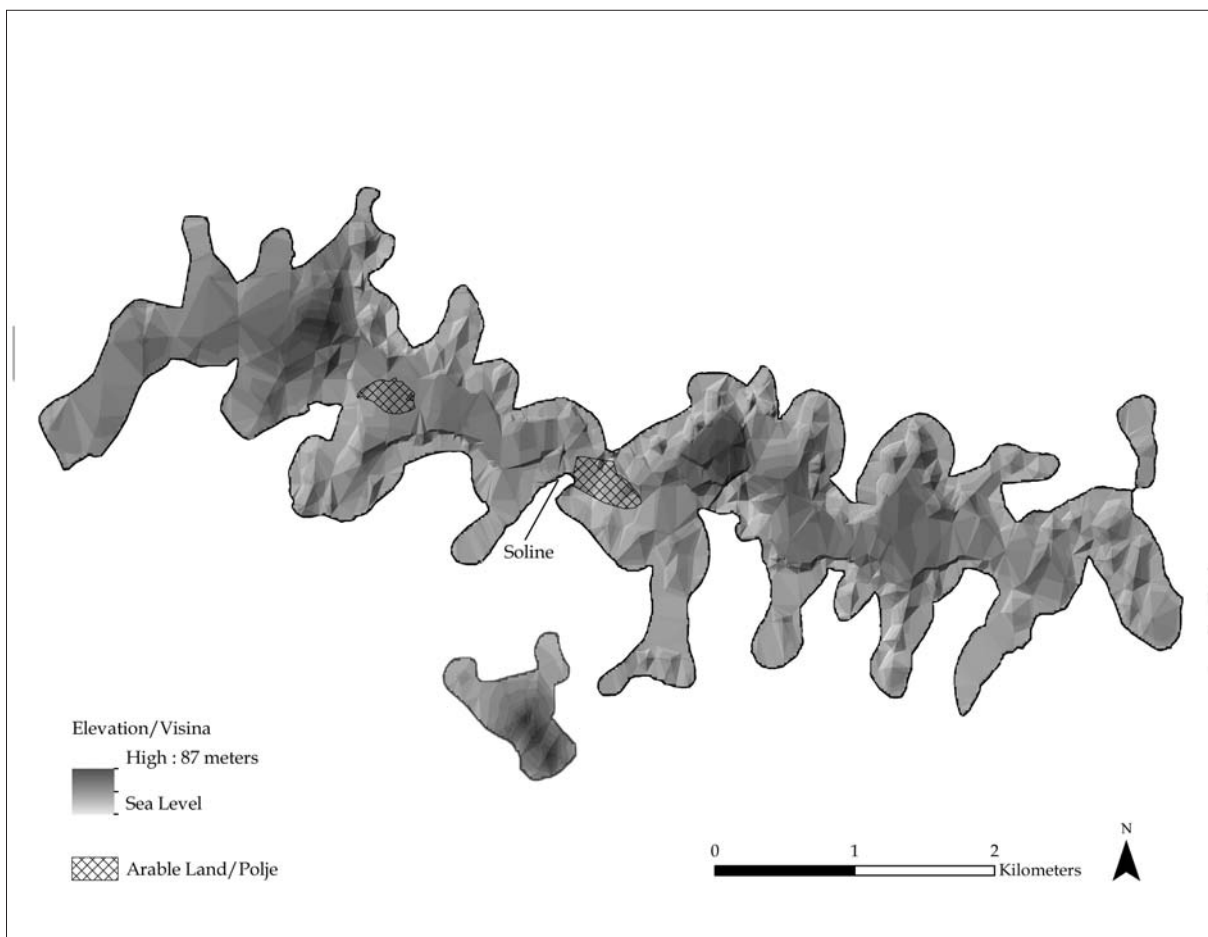 Soline
Elevation/Visina
High : 87 meters
Sea Level
Arable Land/Polje
0 1 2
Kilometers
N